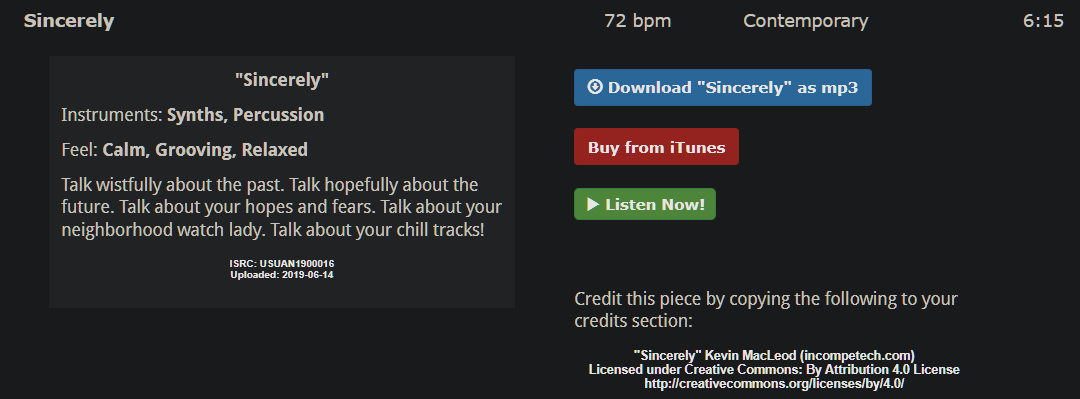 Sincerely 72 bpm Contemporary 6:15
"Sincerely"
Instruments: Synths, Percussion
Feel: Calm, Grooving, Relaxed
Talk wistfully about the past. Talk hopefully about the
future. Talk about your hopes and fears. Talk about your
neighborhood watch lady. Talk about your chill tracks!
ISRC: USUAN1900016
Uploaded: 2019-06-14
Download "Sincerely" as mp3
Buy from iTunes
Listen Now!
Credit this piece by copying the following to your
credits section:
"Sincerely" Kevin MacLeod (incompetech.com)
Licensed under Creative Commons: By Attribution 4.0 License
http://creativecommons.org/licenses/by/4.0/